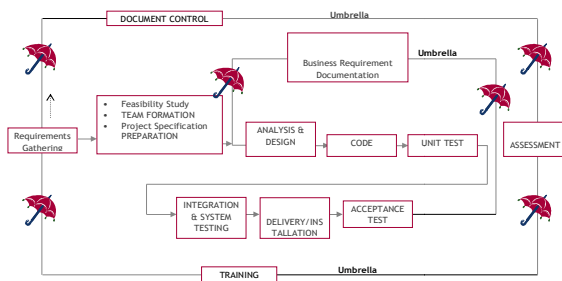 DOCUMENT CONTROL
Umbrella
Umbrella
Business Requirement
Documentation
• Feasibility Study
• TEAM FORMATION
• Project Specification
PREPARATION
Requirements
Gathering
ANALYSIS &
DESIGN
CODE
UNIT TEST
ASSESSMENT
INTEGRATION
& SYSTEM
TESTING
DELIVERY/INS
TALLATION
ACCEPTANCE
TEST
TRAINING
Umbrella